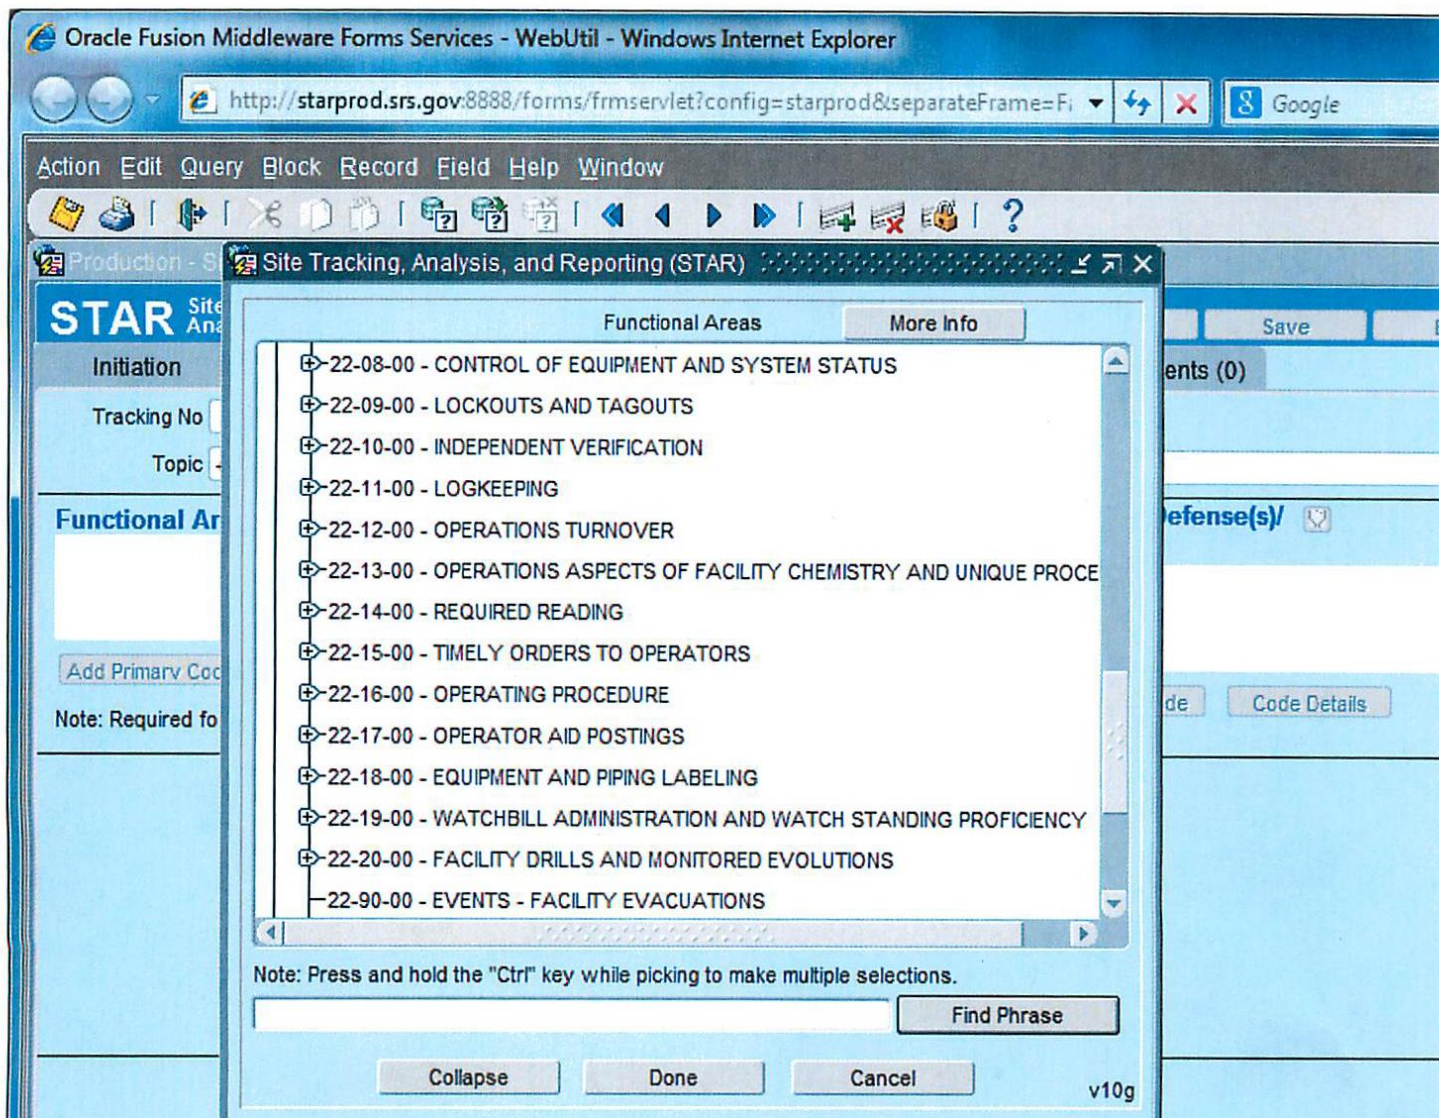 Oracle Fusion Middleware Forms Services - WebUtil - Windows Internet Explorer
http://starprod.srs.gov:8888/forms/frmservlet?config=starprod&separateFrame=F
Google
Action Edit Query Block Record Field Help Window
Production - S
Site Tracking, Analysis, and Reporting (STAR)
STAR Site
Ana
Functional Areas More Info
Save
Initiation
ents (0)
Tracking No
Topic
Functional Ar
efense(s)/
22-08-00 - CONTROL OF EQUIPMENT AND SYSTEM STATUS
22-09-00 - LOCKOUTS AND TAGOUTS
22-10-00 - INDEPENDENT VERIFICATION
22-11-00 - LOGKEEPING
22-12-00 - OPERATIONS TURNOVER
22-13-00 - OPERATIONS ASPECTS OF FACILITY CHEMISTRY AND UNIQUE PROCE
22-14-00 - REQUIRED READING
22-15-00 - TIMELY ORDERS TO OPERATORS
22-16-00 - OPERATING PROCEDURE
22-17-00 - OPERATOR AID POSTINGS
22-18-00 - EQUIPMENT AND PIPING LABELING
22-19-00 - WATCHBILL ADMINISTRATION AND WATCH STANDING PROFICIENCY
22-20-00 - FACILITY DRILLS AND MONITORED EVOLUTIONS
22-90-00 - EVENTS - FACILITY EVACUATIONS
Add Primary Coc
de Code Details
Note: Required fo
Note: Press and hold the "Ctrl" key while picking to make multiple selections.
Find Phrase
Collapse Done Cancel
v10g